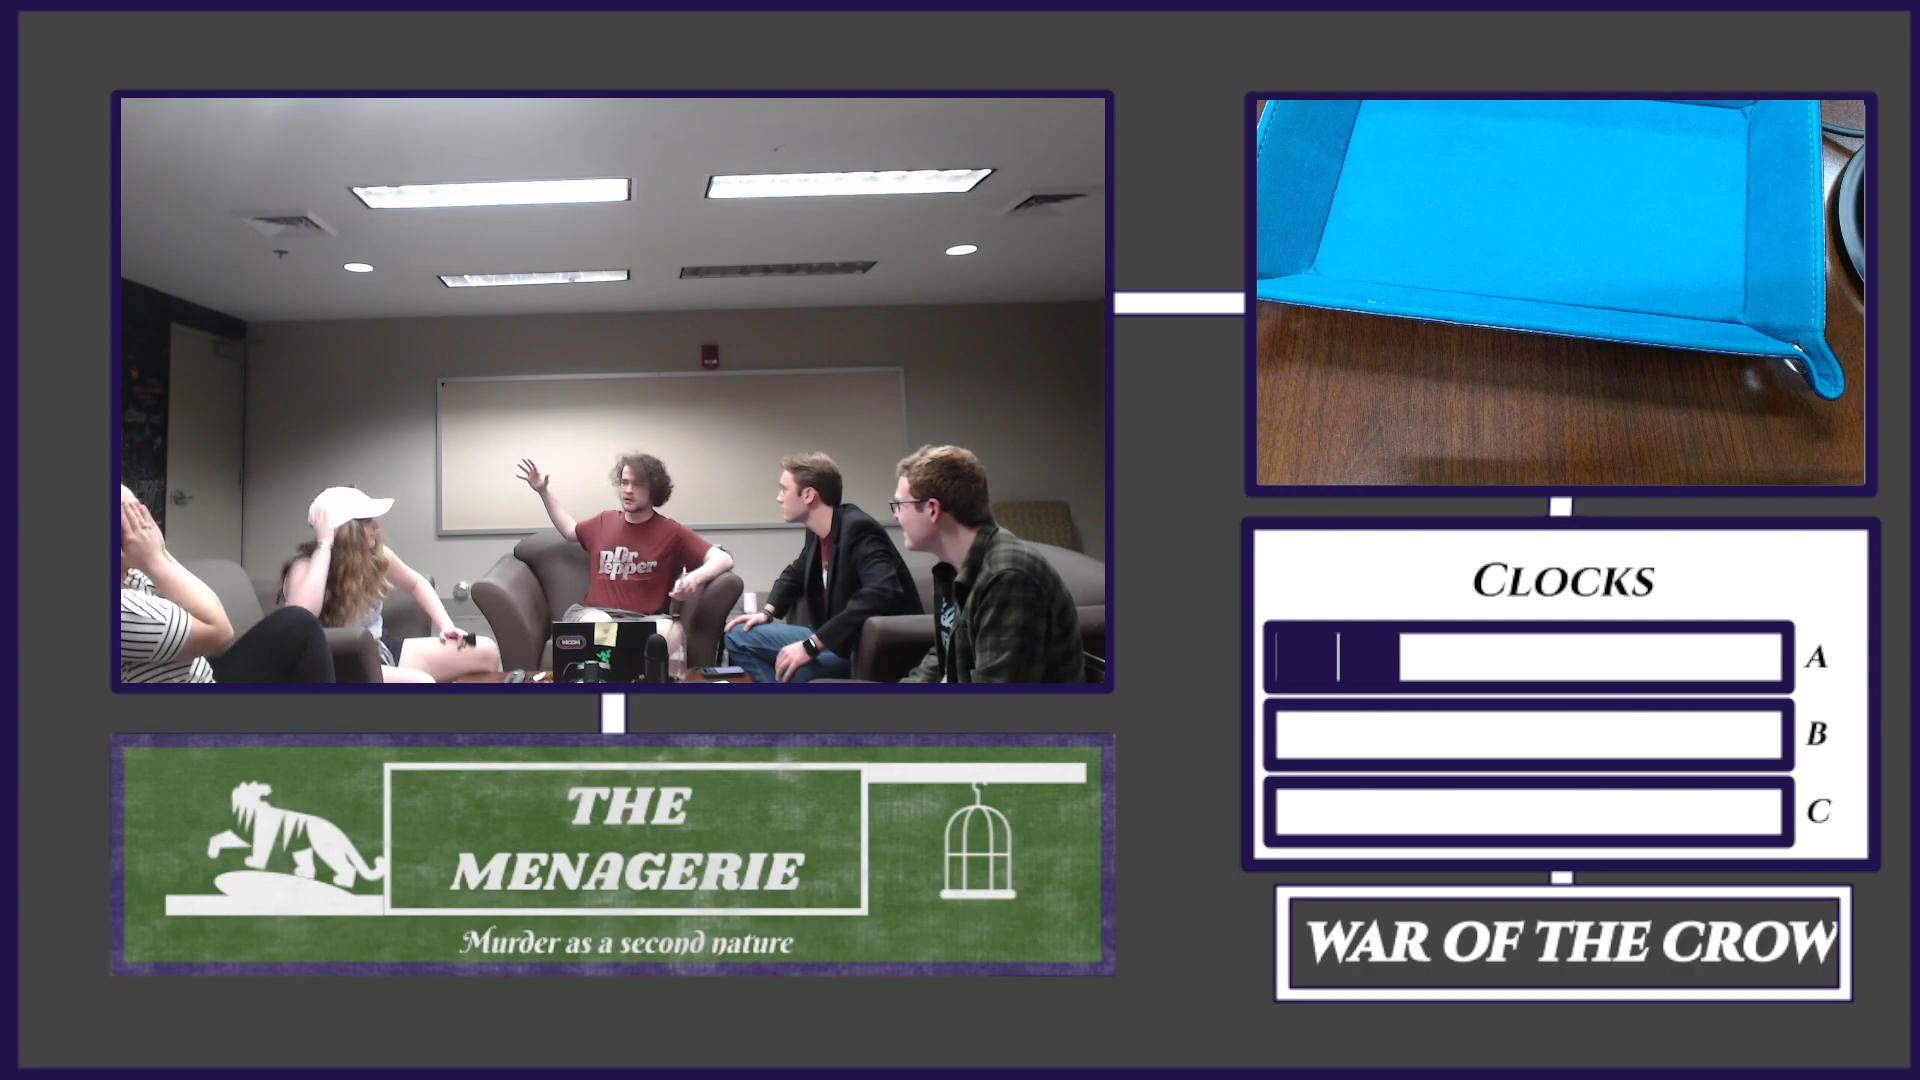 Dr
Pepper
THE
MENAGERIE
Murder as a second nature
CLOCKS
A
B
C
WAR OF THE CROW